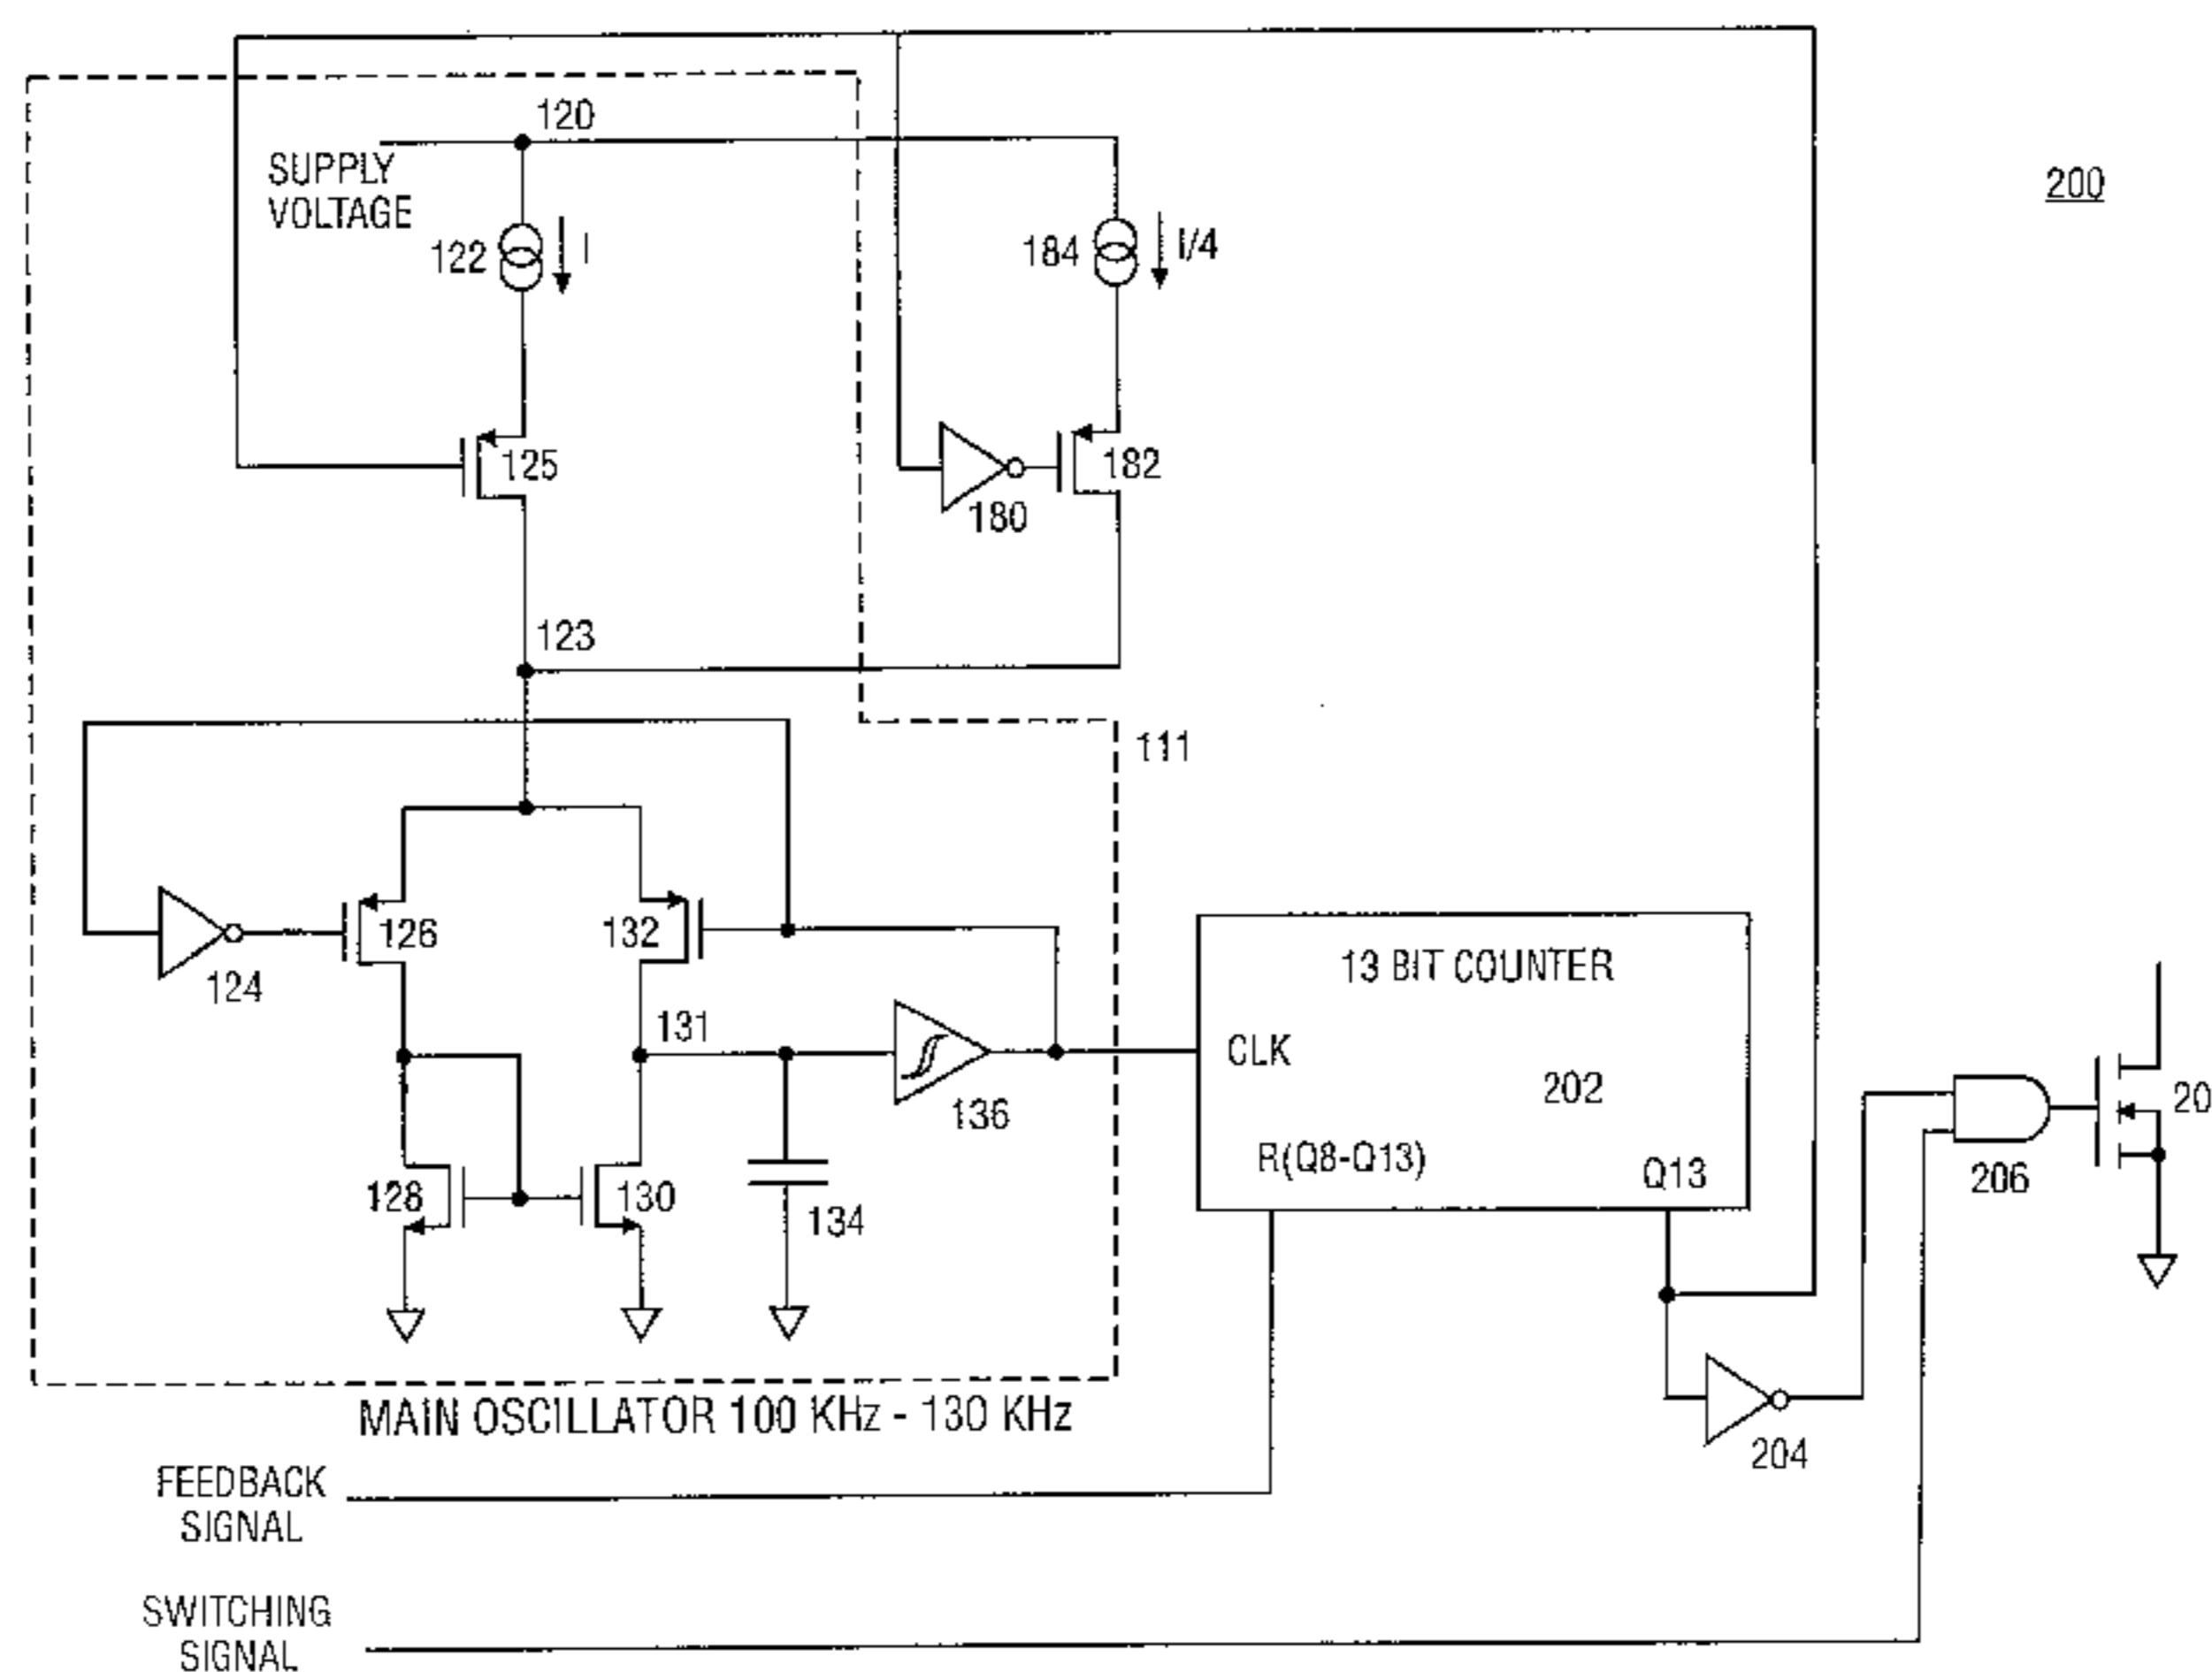 120
SUPPLY
VOLTAGE
200
122
I
184
I/4
125
182
180
123
111
126
132
124
13 BIT COUNTER
131
CLK
202
20
136
R(Q8-Q13)
Q13
206
128
130
134
MAIN OSCILLATOR 100 KHz - 130 KHz
204
FEEDBACK
SIGNAL
SWITCHING
SIGNAL